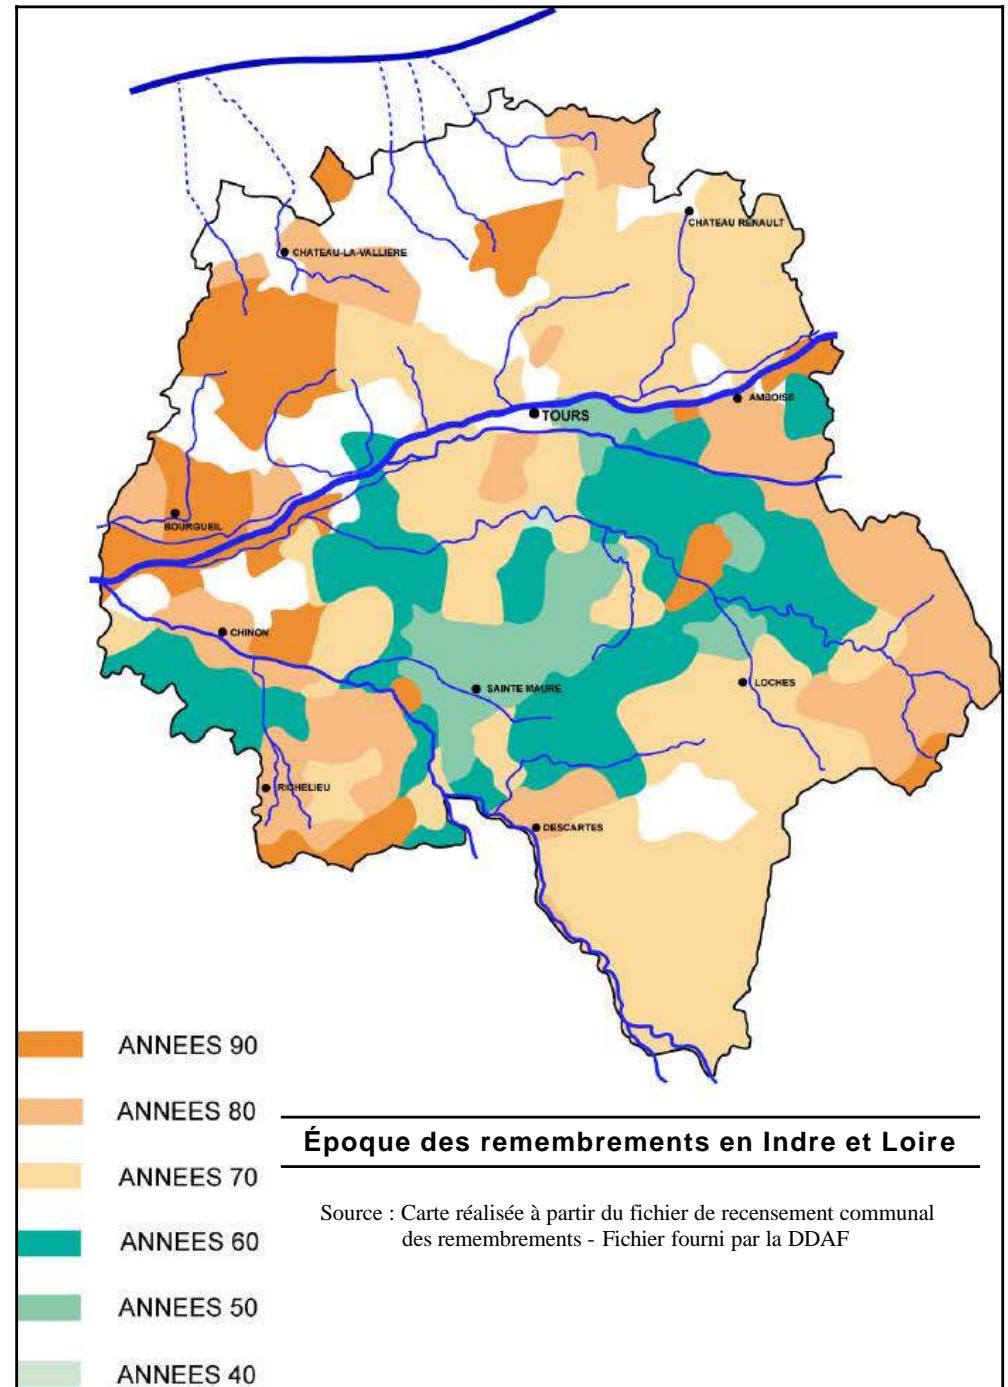 CHATEAU RENAULT
CHATEAU-LA-VALLIERE
AMBOISE
TOURS
BOURGUEIL
CHINON
SAINTE MAURE
LOCHES
RICHELIEU
DESCARTES
ANNEES 90
ANNEES 80
ANNEES 70
ANNEES 60
ANNEES 50
ANNEES 40
Époque des remembrements en Indre et Loire
Source : Carte réalisée à partir du fichier de recensement communal
des remembrements - Fichier fourni par la DDAF